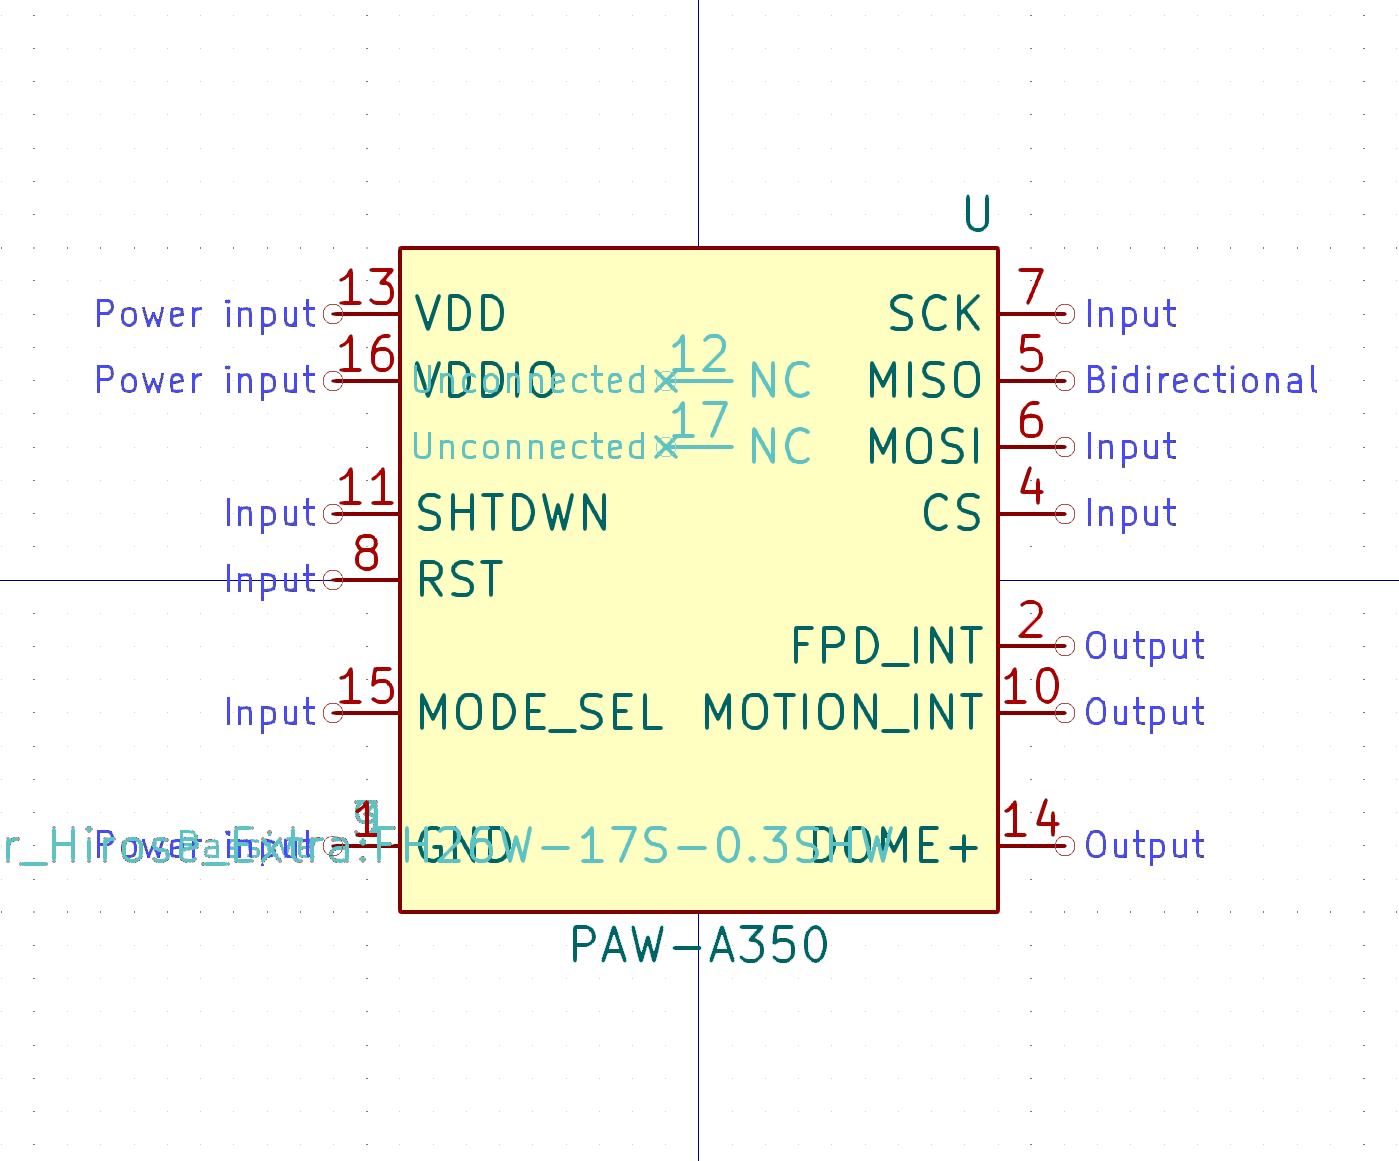 U
13
7
Power input VDD SCK Input
16 12 5
Power input VDDIO Unconnected NC MISO Bidirectional
17 6
Unconnected NC MOSI Input
11 4
Input SHTDWN CS Input
8
Input RST
2
FPD_INT Output
15 10
Input MODE_SEL MOTION_INT Output
1 14
Power input GND DOME+ Output
r_Hirose_Extra:FH26W-17S-0.3SHW
Passive
PAW-A350